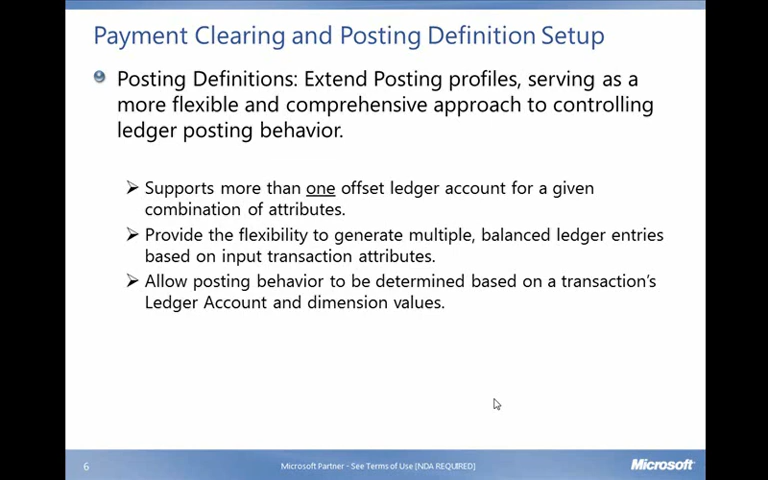 Payment Clearing and Posting Definition Setup
Posting Definitions: Extend Posting profiles, serving as a
more flexible and comprehensive approach to controlling
ledger posting behavior.
Supports more than one offset ledger account for a given
combination of attributes.
Provide the flexibility to generate multiple, balanced ledger entries
based on input transaction attributes.
Allow posting behavior to be determined based on a transaction's
Ledger Account and dimension values.
6
Microsoft Partner - See Terms of Use [NDA REQUIRED]
Microsoft